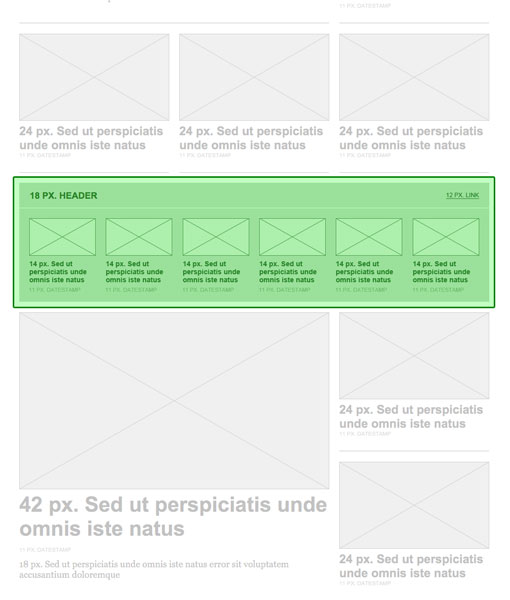 11 PX. DATESTAMP
24 px. Sed ut perspiciatis
unde omnis iste natus
11 PX. DATESTAMP
24 px. Sed ut perspiciatis
unde omnis iste natus
11 PX. DATESTAMP
24 px. Sed ut perspiciatis
unde omnis iste natus
11 PX. DATESTAMP
18 PX. HEADER
12 PX. LINK
14 px. Sed ut
perspiciatis unde
omnis iste natus
11 PX. DATESTAMP
14 px. Sed ut
perspiciatis unde
omnis iste natus
11 PX. DATESTAMP
14 px. Sed ut
perspiciatis unde
omnis iste natus
11 PX. DATESTAMP
14 px. Sed ut
perspiciatis unde
omnis iste natus
11 PX. DATESTAMP
14 px. Sed ut
perspiciatis unde
omnis iste natus
11 PX. DATESTAMP
14 px. Sed ut
perspiciatis unde
omnis iste natus
11 PX. DATESTAMP
42 px. Sed ut perspiciatis unde
omnis iste natus
11 PX. DATESTAMP
18 px. Sed ut perspiciatis unde omnis iste natus error sit voluptatem
accusantium doloremque
24 px. Sed ut perspiciatis
unde omnis iste natus
11 PX. DATESTAMP
24 px. Sed ut perspiciatis
unde omnis iste natus
11 PX. DATESTAMP